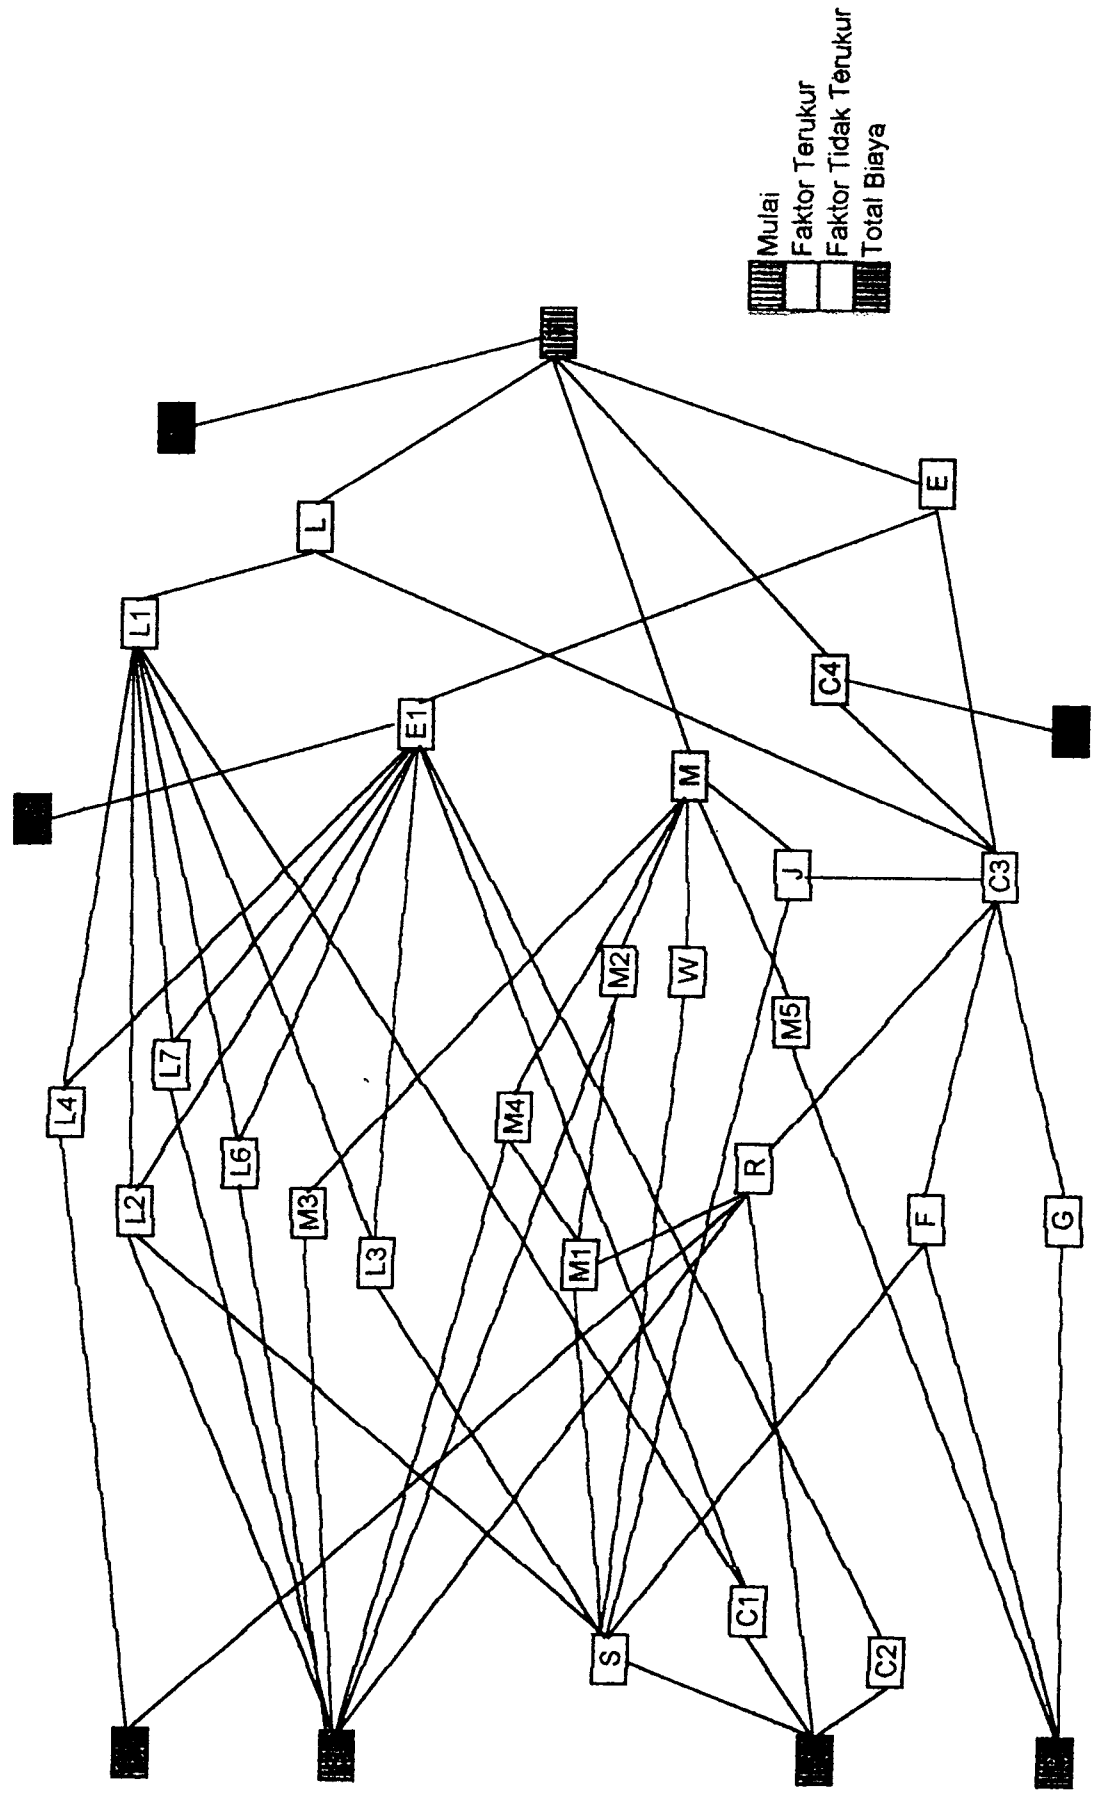 L1
L
L4
L7
L2
L6
M3
L3
E1
M4
M2
W
M
M1
J
M5
R
C4
E
C3
F
G
S
C1
C2
Mulai
Faktor Terukur
Faktor Tidak Terukur
Total Biaya